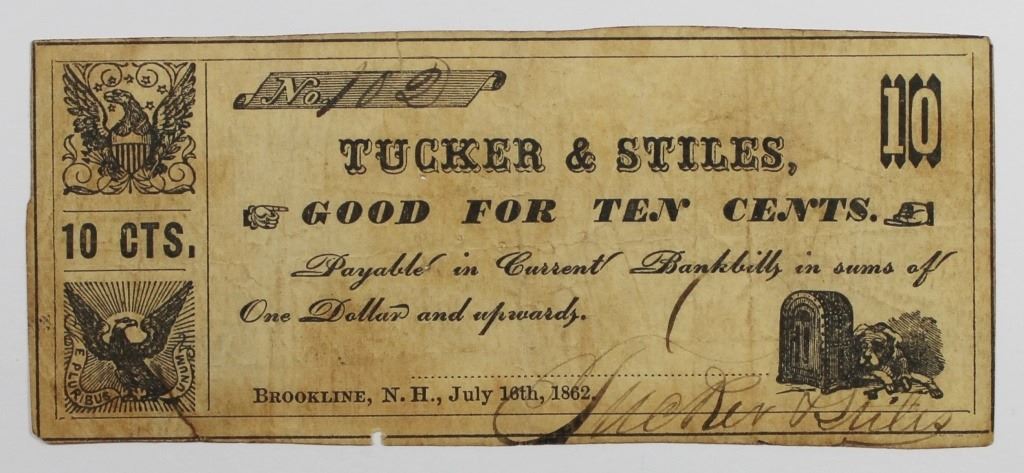 No. 102
10
TUCKER & STILES,
GOOD FOR TEN CENTS.
10 CTS.
Payable in Current Bankbills in sums of
One Dollar and upwards.
E PLURIBUS UNUM
BROOKLINE, N. H., July 16th, 1862.
Tucker & Stiles